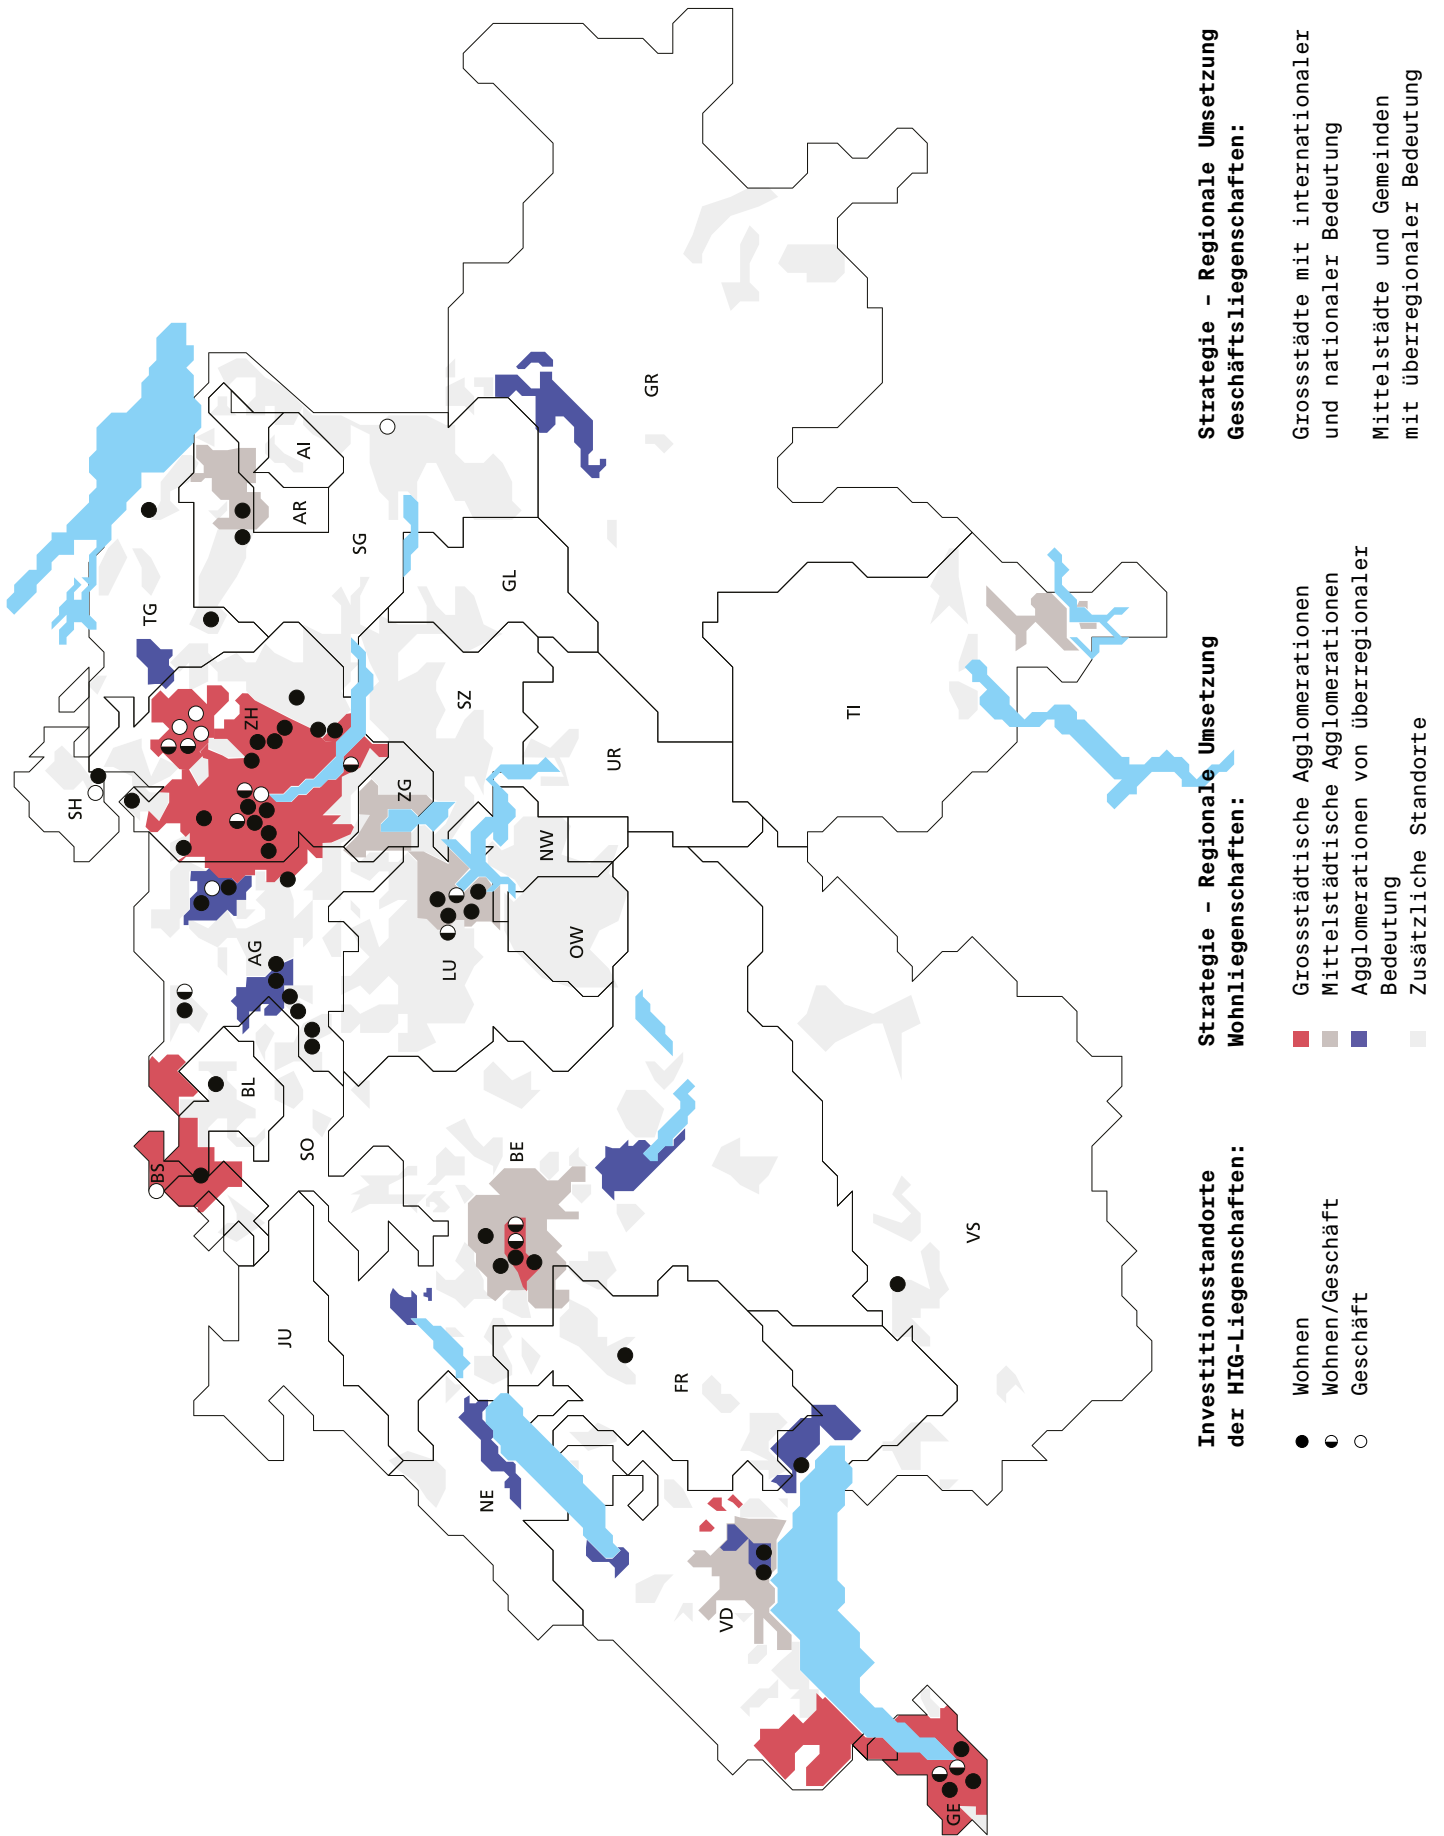 SH
TG
BS
ZH
AI
AR
BL
AG
SG
JU
SO
ZG
GL
SZ
LU
NW
NE
BE
OW
UR
GR
FR
VD
TI
VS
GE
Investitionsstandorte
der HIG-Liegenschaften:
Wohnen
Wohnen/Geschäft
Geschäft
Strategie – Regionale Umsetzung
Wohnliegenschaften:
Grossstädtische Agglomerationen
Mittelstädtische Agglomerationen
Agglomerationen von überregionaler
Bedeutung
Zusätzliche Standorte
Strategie – Regionale Umsetzung
Geschäftsliegenschaften:
Grossstädte mit internationaler
und nationaler Bedeutung
Mittelstädte und Gemeinden
mit überregionaler Bedeutung